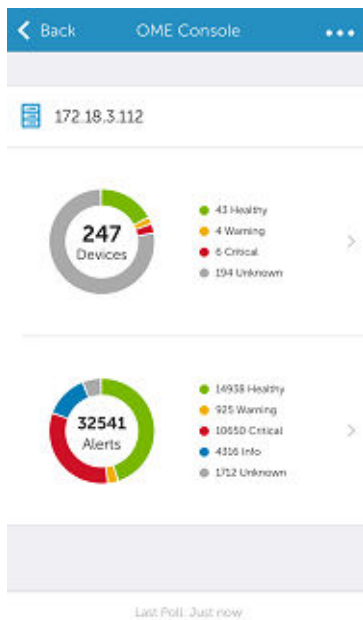 Back
OME Console
172.18.3.112
247
Devices
43 Healthy
4 Warning
6 Critical
194 Unknown
32541
Alerts
14938 Healthy
925 Warning
10650 Critical
4316 Info
1712 Unknown
Last Poll: Just now